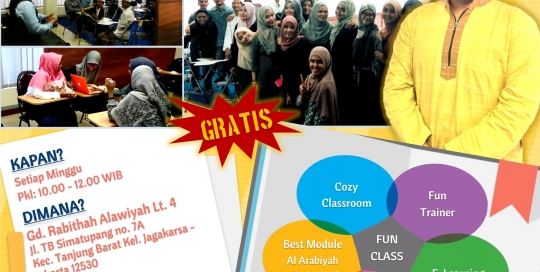 GRATIS
KAPAN?
Setiap Minggu
Pkl: 10.00 - 12.00 WIB
DIMANA?
Gd. Rabithah Alawiyah Lt. 4
Jl. TB Simatupang no. 7A
Kec. Tanjung Barat Kel. Jagakarsa -
12530
Cozy
Classroom
Fun
Trainer
Best Module
Al Arabiyah
FUN
CLASS